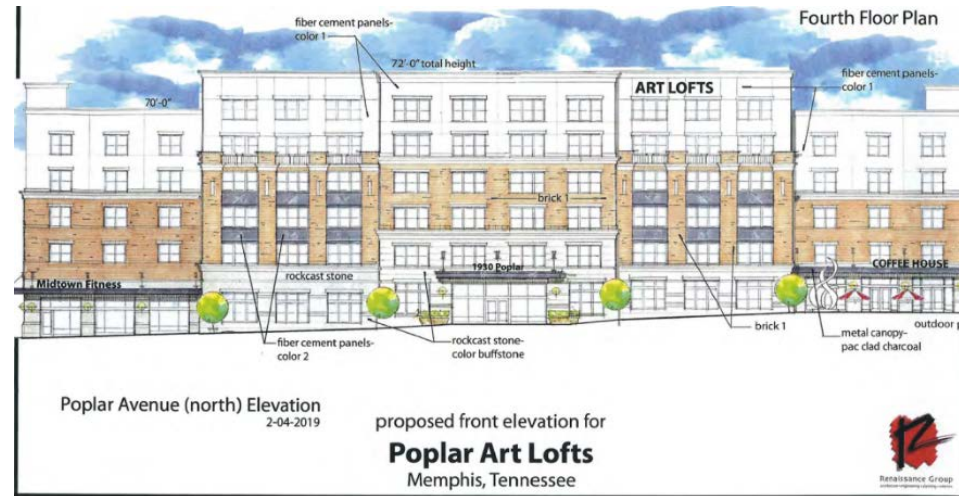 Fourth Floor Plan
fiber cement panels-
color 1
72'-0" total height
ART LOFTS
fiber cement panels-
color 1
70'-0"
brick 1
rockcast stone
1930 Poplar
COFFEE HOUSE
Midtown Fitness
fiber cement panels-
color 2
rockcast stone-
color buffstone
brick 1
metal canopy-
pac clad charcoal
outdoor p
Poplar Avenue (north) Elevation
2-04-2019
proposed front elevation for
Poplar Art Lofts
Memphis, Tennessee
Renaissance Group